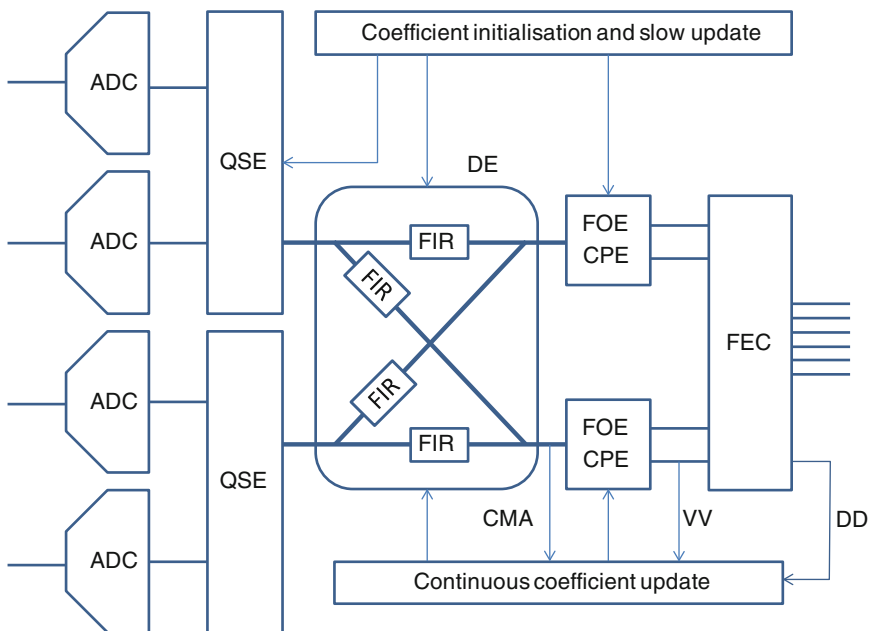 Coefficient initialisation and slow update
ADC
QSE
DE
ADC
FIR
FOE
CPE
FIR
FEC
ADC
FIR
FIR
FOE
CPE
QSE
CMA
VV
DD
ADC
Continuous coefficient update